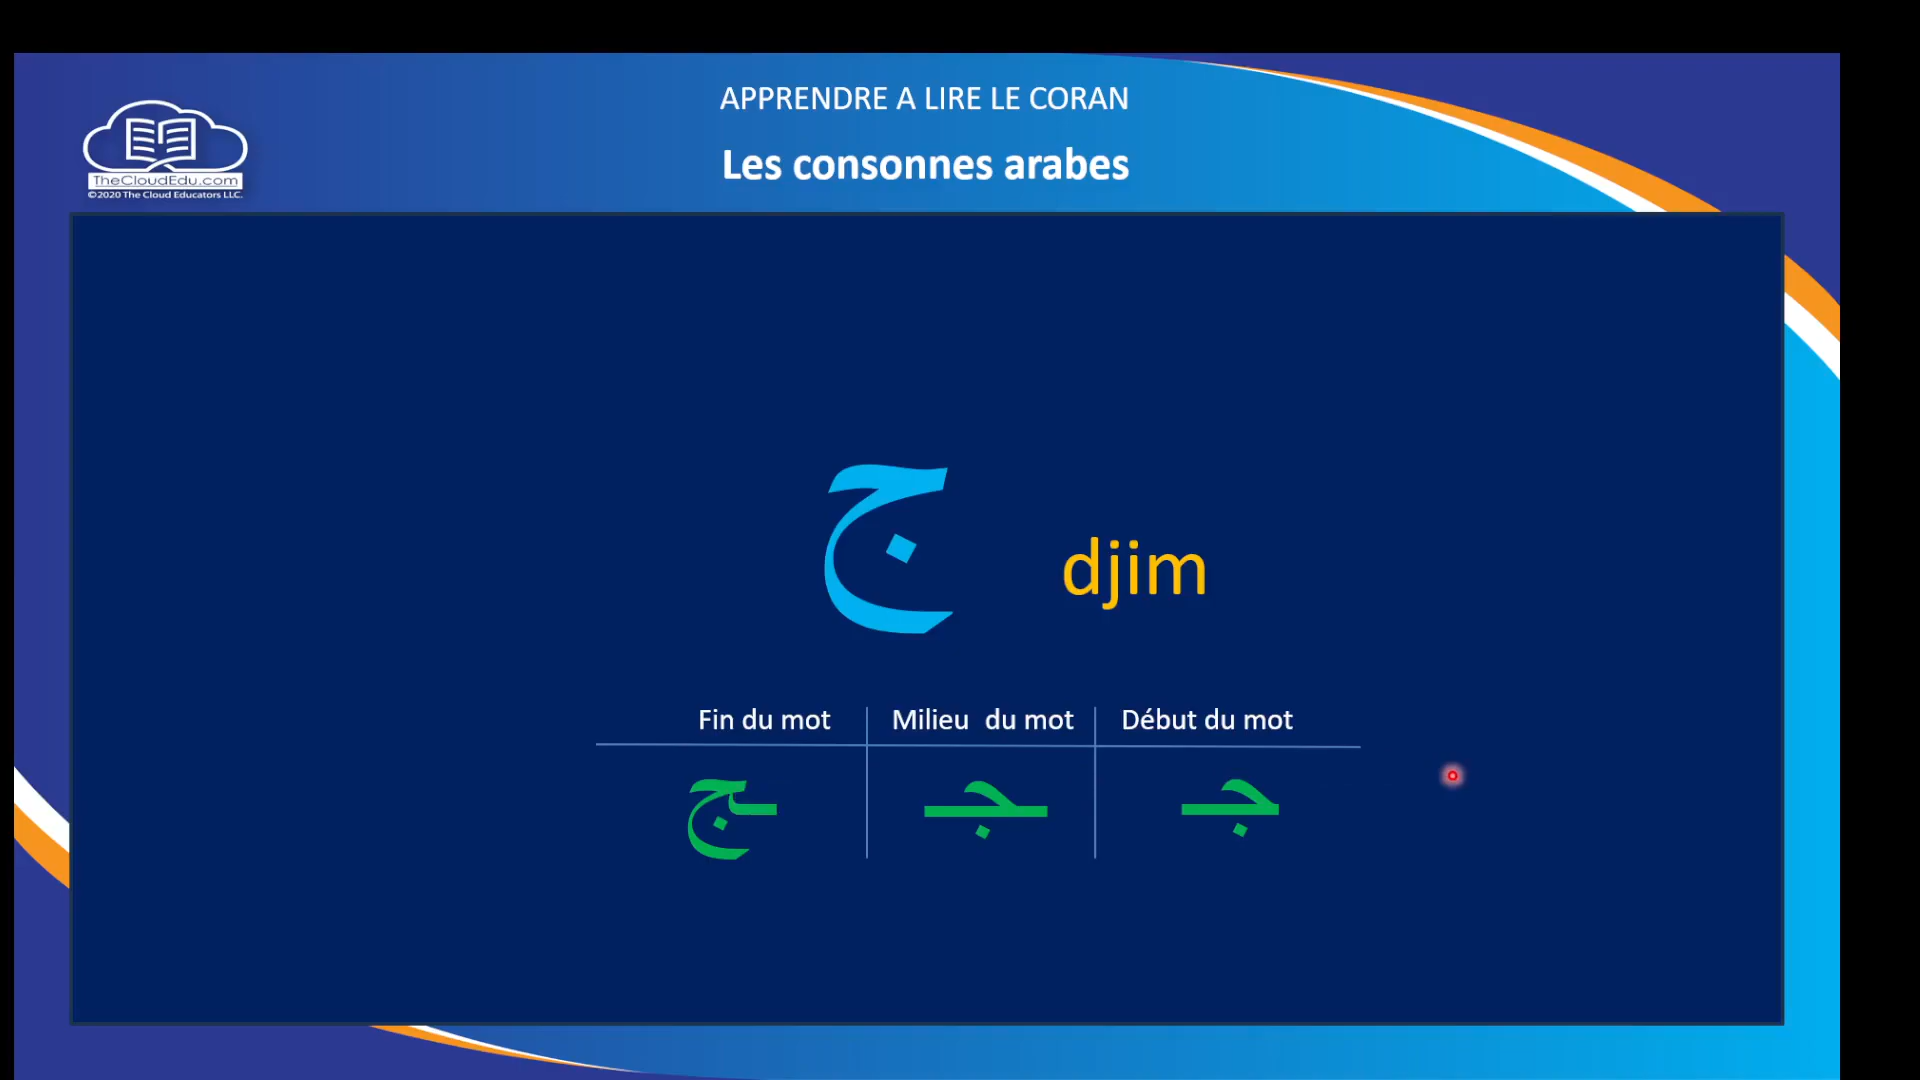 APPRENDRE A LIRE LE CORAN
Les consonnes arabes
TheCloudEdu.com
©2020 The Cloud Educators LLC.
ج djim
Fin du mot Milieu du mot Début du mot
ـج ـجـ جـ